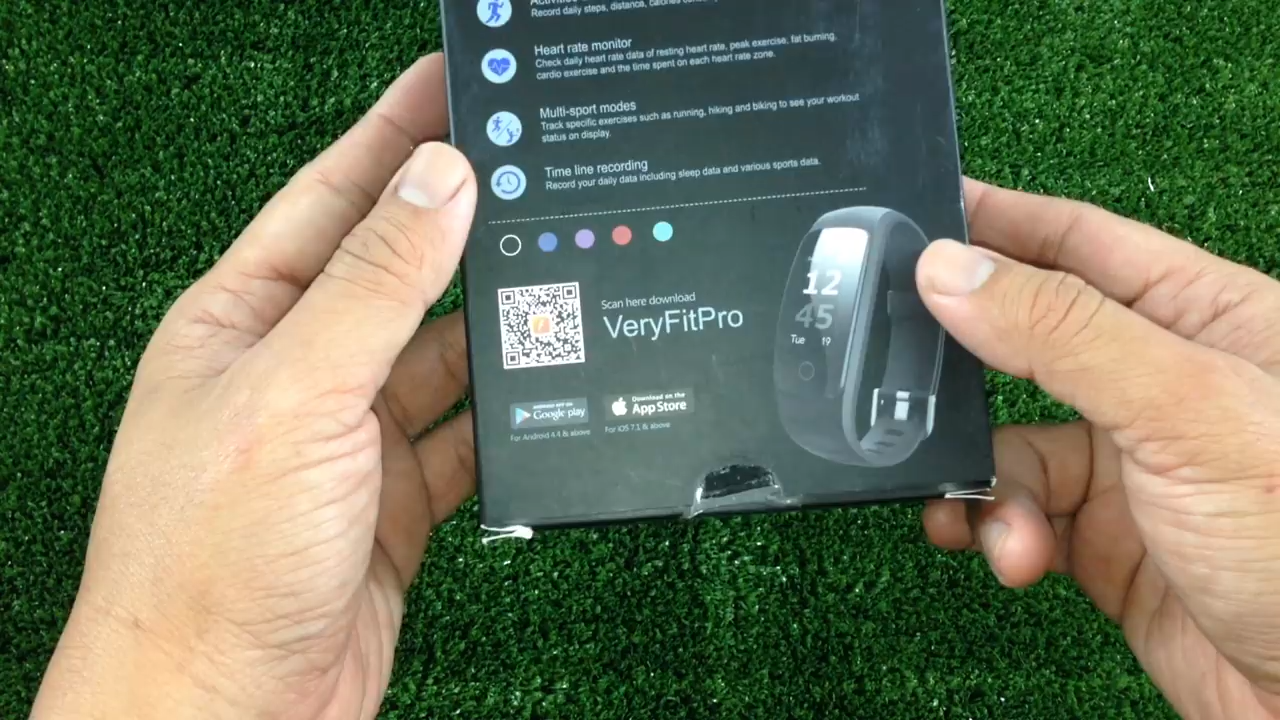 Record daily steps, distance, calories
Heart rate monitor
Check daily heart rate data of resting heart rate, peak exercise, fat burning,
cardio exercise and the time spent on each heart rate zone.
Multi-sport modes
Track specific exercises such as running, hiking and biking to see your workout
status on display.
Time line recording
Record your daily data including sleep data and various sports data.
Scan here download
VeryFitPro
12
45
Tue 19
ANDROID APP ON
Google play
Download on the
App Store
For Android 4.4 & above
For iOS 7.1 & above